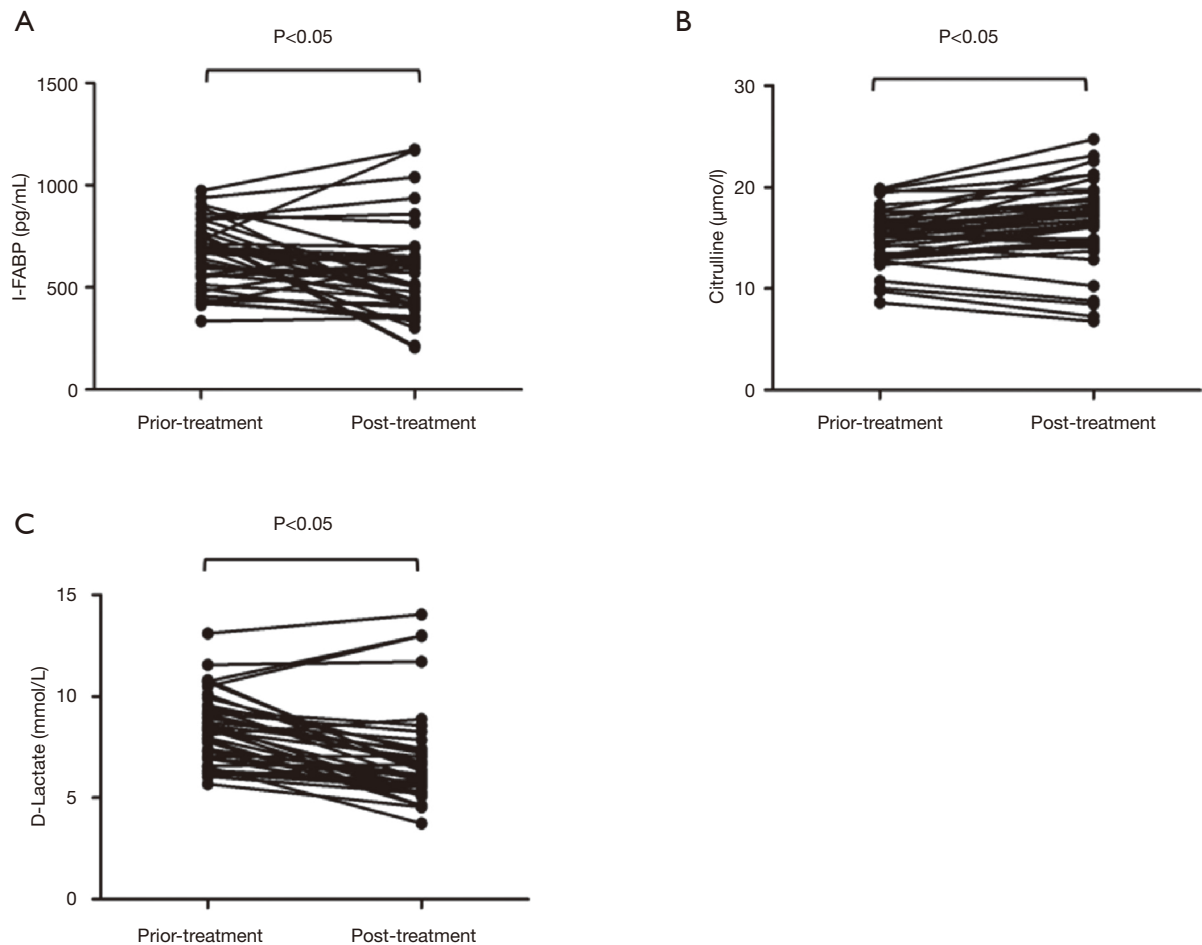 A
P<0.05
1500
1000
500
0
I-FABP (pg/mL)
Prior-treatment
Post-treatment
B
P<0.05
30
20
10
0
Citrulline (μmo/l)
Prior-treatment
Post-treatment
C
P<0.05
15
10
5
0
D-Lactate (mmol/L)
Prior-treatment
Post-treatment